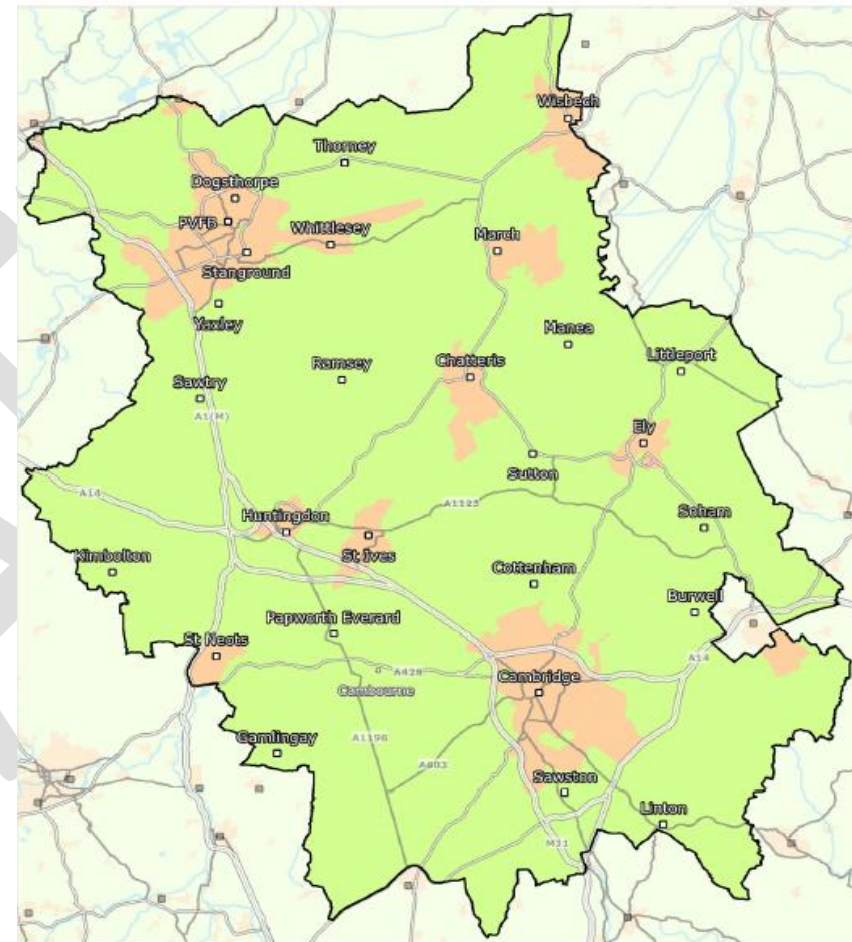 Wisbech
Thorney
Dogsthorpe
PVFB
Whittlesey
March
Stanground
Yaxley
Manea
Littleport
Ramsey
Chatteris
Sawtry
A1(M)
Ely
Sutton
A14
A1123
Huntingdon
Soham
St Ives
Kimbolton
Cottenham
Burwell
Papworth Everard
St Neots
A14
A428
Cambridge
Cambourne
Gamlingay
A1198
A603
Sawston
Linton
M11